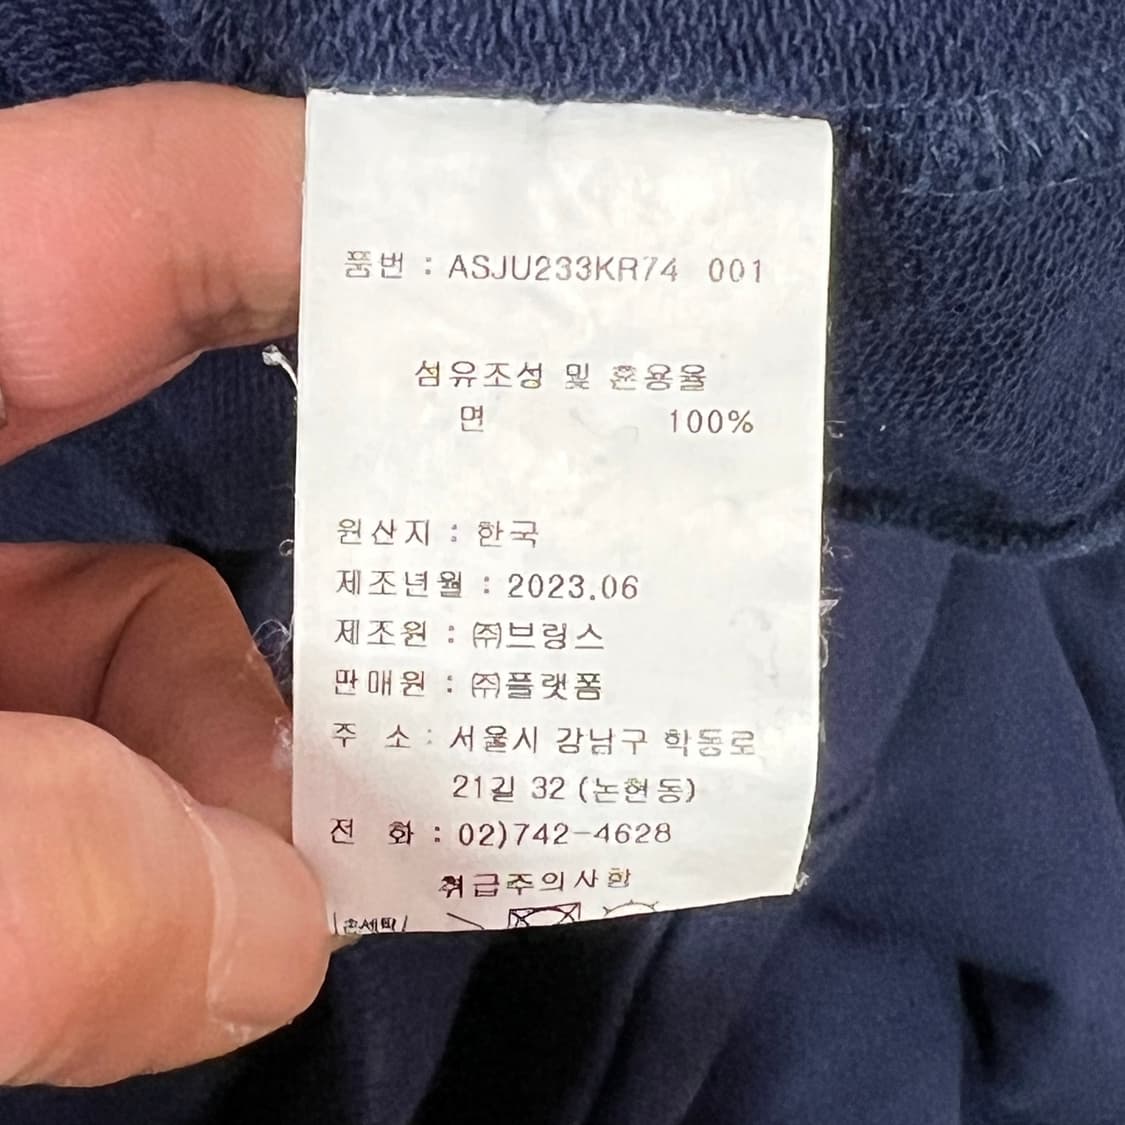 품번 : ASJU233KR74 001
섬유조성 및 혼용율
면 100%
원산지 : 한국
제조년월 : 2023.06
제조원 : ㈜브링스
판매원 : ㈜플랫폼
주 소 : 서울시 강남구 학동로
21길 32 (논현동)
전 화 : 02)742-4628
취급주의사항